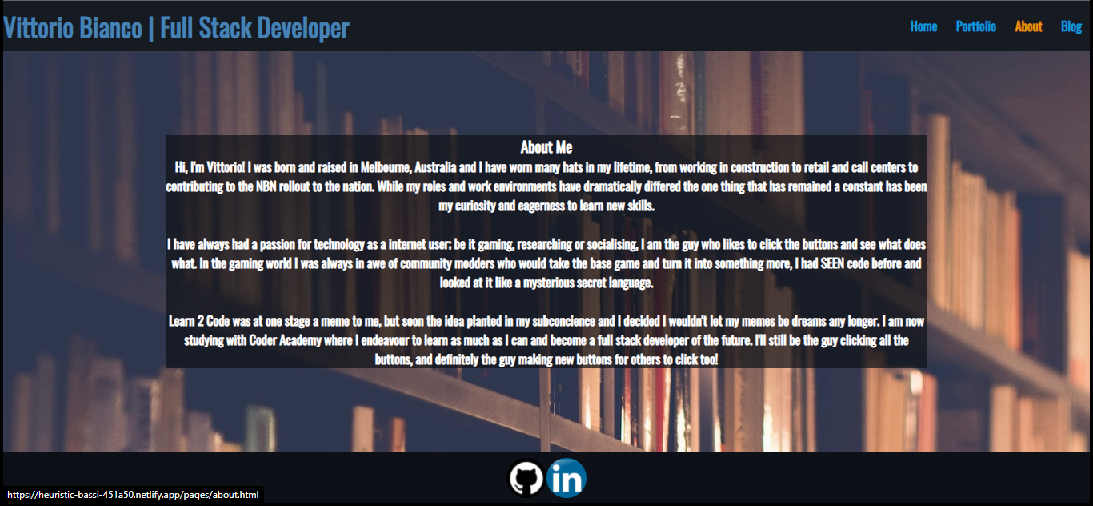 Vittorio Bianco | Full Stack Developer
Home Portfolio About Blog
About Me
Hi, I'm Vittorio! I was born and raised in Melbourne, Australia and I have worn many hats in my lifetime, from working in construction to retail and call centers to
contributing to the NBN rollout to the nation. While my roles and work environments have dramatically differed the one thing that has remained a constant has been
my curiosity and eagerness to learn new skills.
I have always had a passion for technology as a internet user; be it gaming, researching or socialising, I am the guy who likes to click the buttons and see what does
what. In the gaming world I was always in awe of community modders who would take the base game and turn it into something more, I had SEEN code before and
looked at it like a mysterious secret language.
Learn 2 Code was at one stage a meme to me, but soon the idea planted in my subconcience and I decided I wouldn't let my memes be dreams any longer. I am now
studying with Coder Academy where I endeavour to learn as much as I can and become a full stack developer of the future. I'll still be the guy clicking all the
buttons, and definitely the guy making new buttons for others to click too!
in
https://heuristic-bassi-451a50.netlify.app/pages/about.html